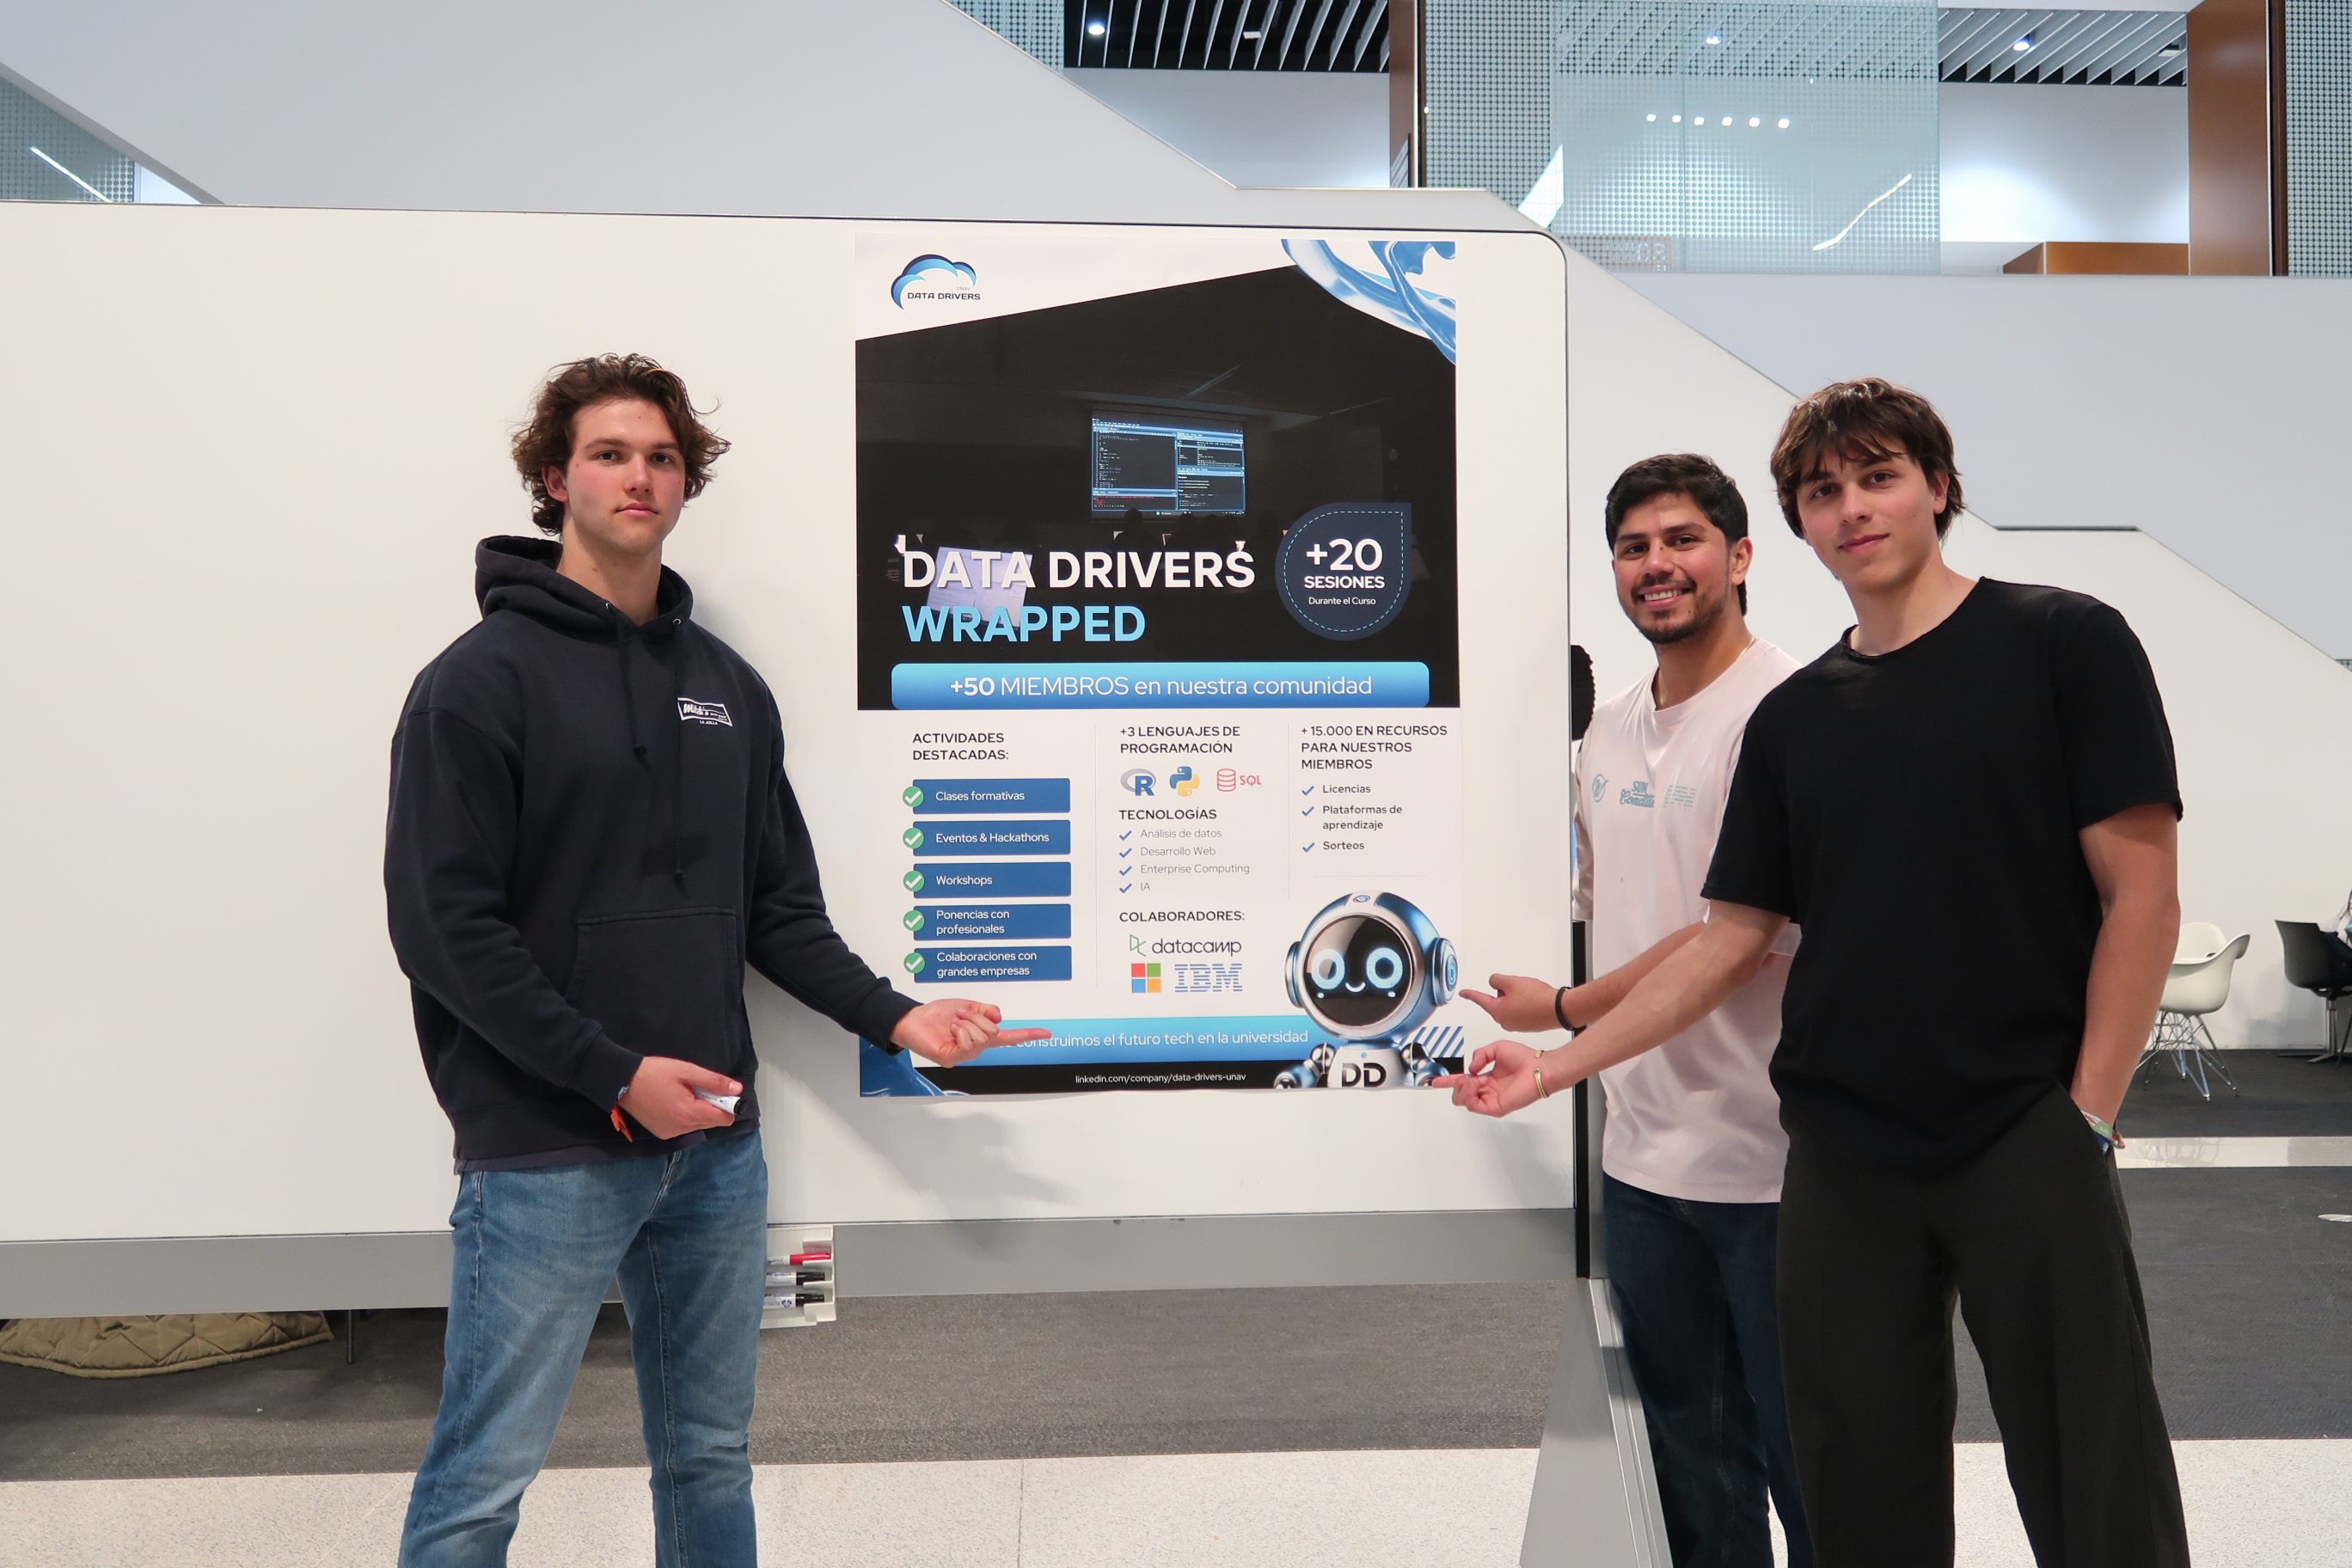 UNAV
DATA DRIVERS
DATA DRIVERS
WRAPPED
+20
SESIONES
Durante el Curso
+50 MIEMBROS en nuestra comunidad
ACTIVIDADES
DESTACADAS:
Clases formativas
Eventos & Hackathons
Workshops
Ponencias con
profesionales
Colaboraciones con
grandes empresas
+3 LENGUAJES DE
PROGRAMACIÓN
R
SQL
TECNOLOGÍAS
Análisis de datos
Desarrollo Web
Enterprise Computing
IA
COLABORADORES:
datacamp
IBM
+ 15.000 EN RECURSOS
PARA NUESTROS
MIEMBROS
Licencias
Plataformas de
aprendizaje
Sorteos
construimos el futuro tech en la universidad
linkedin.com/company/data-drivers-unav
DD
LA JOLLA
SUN